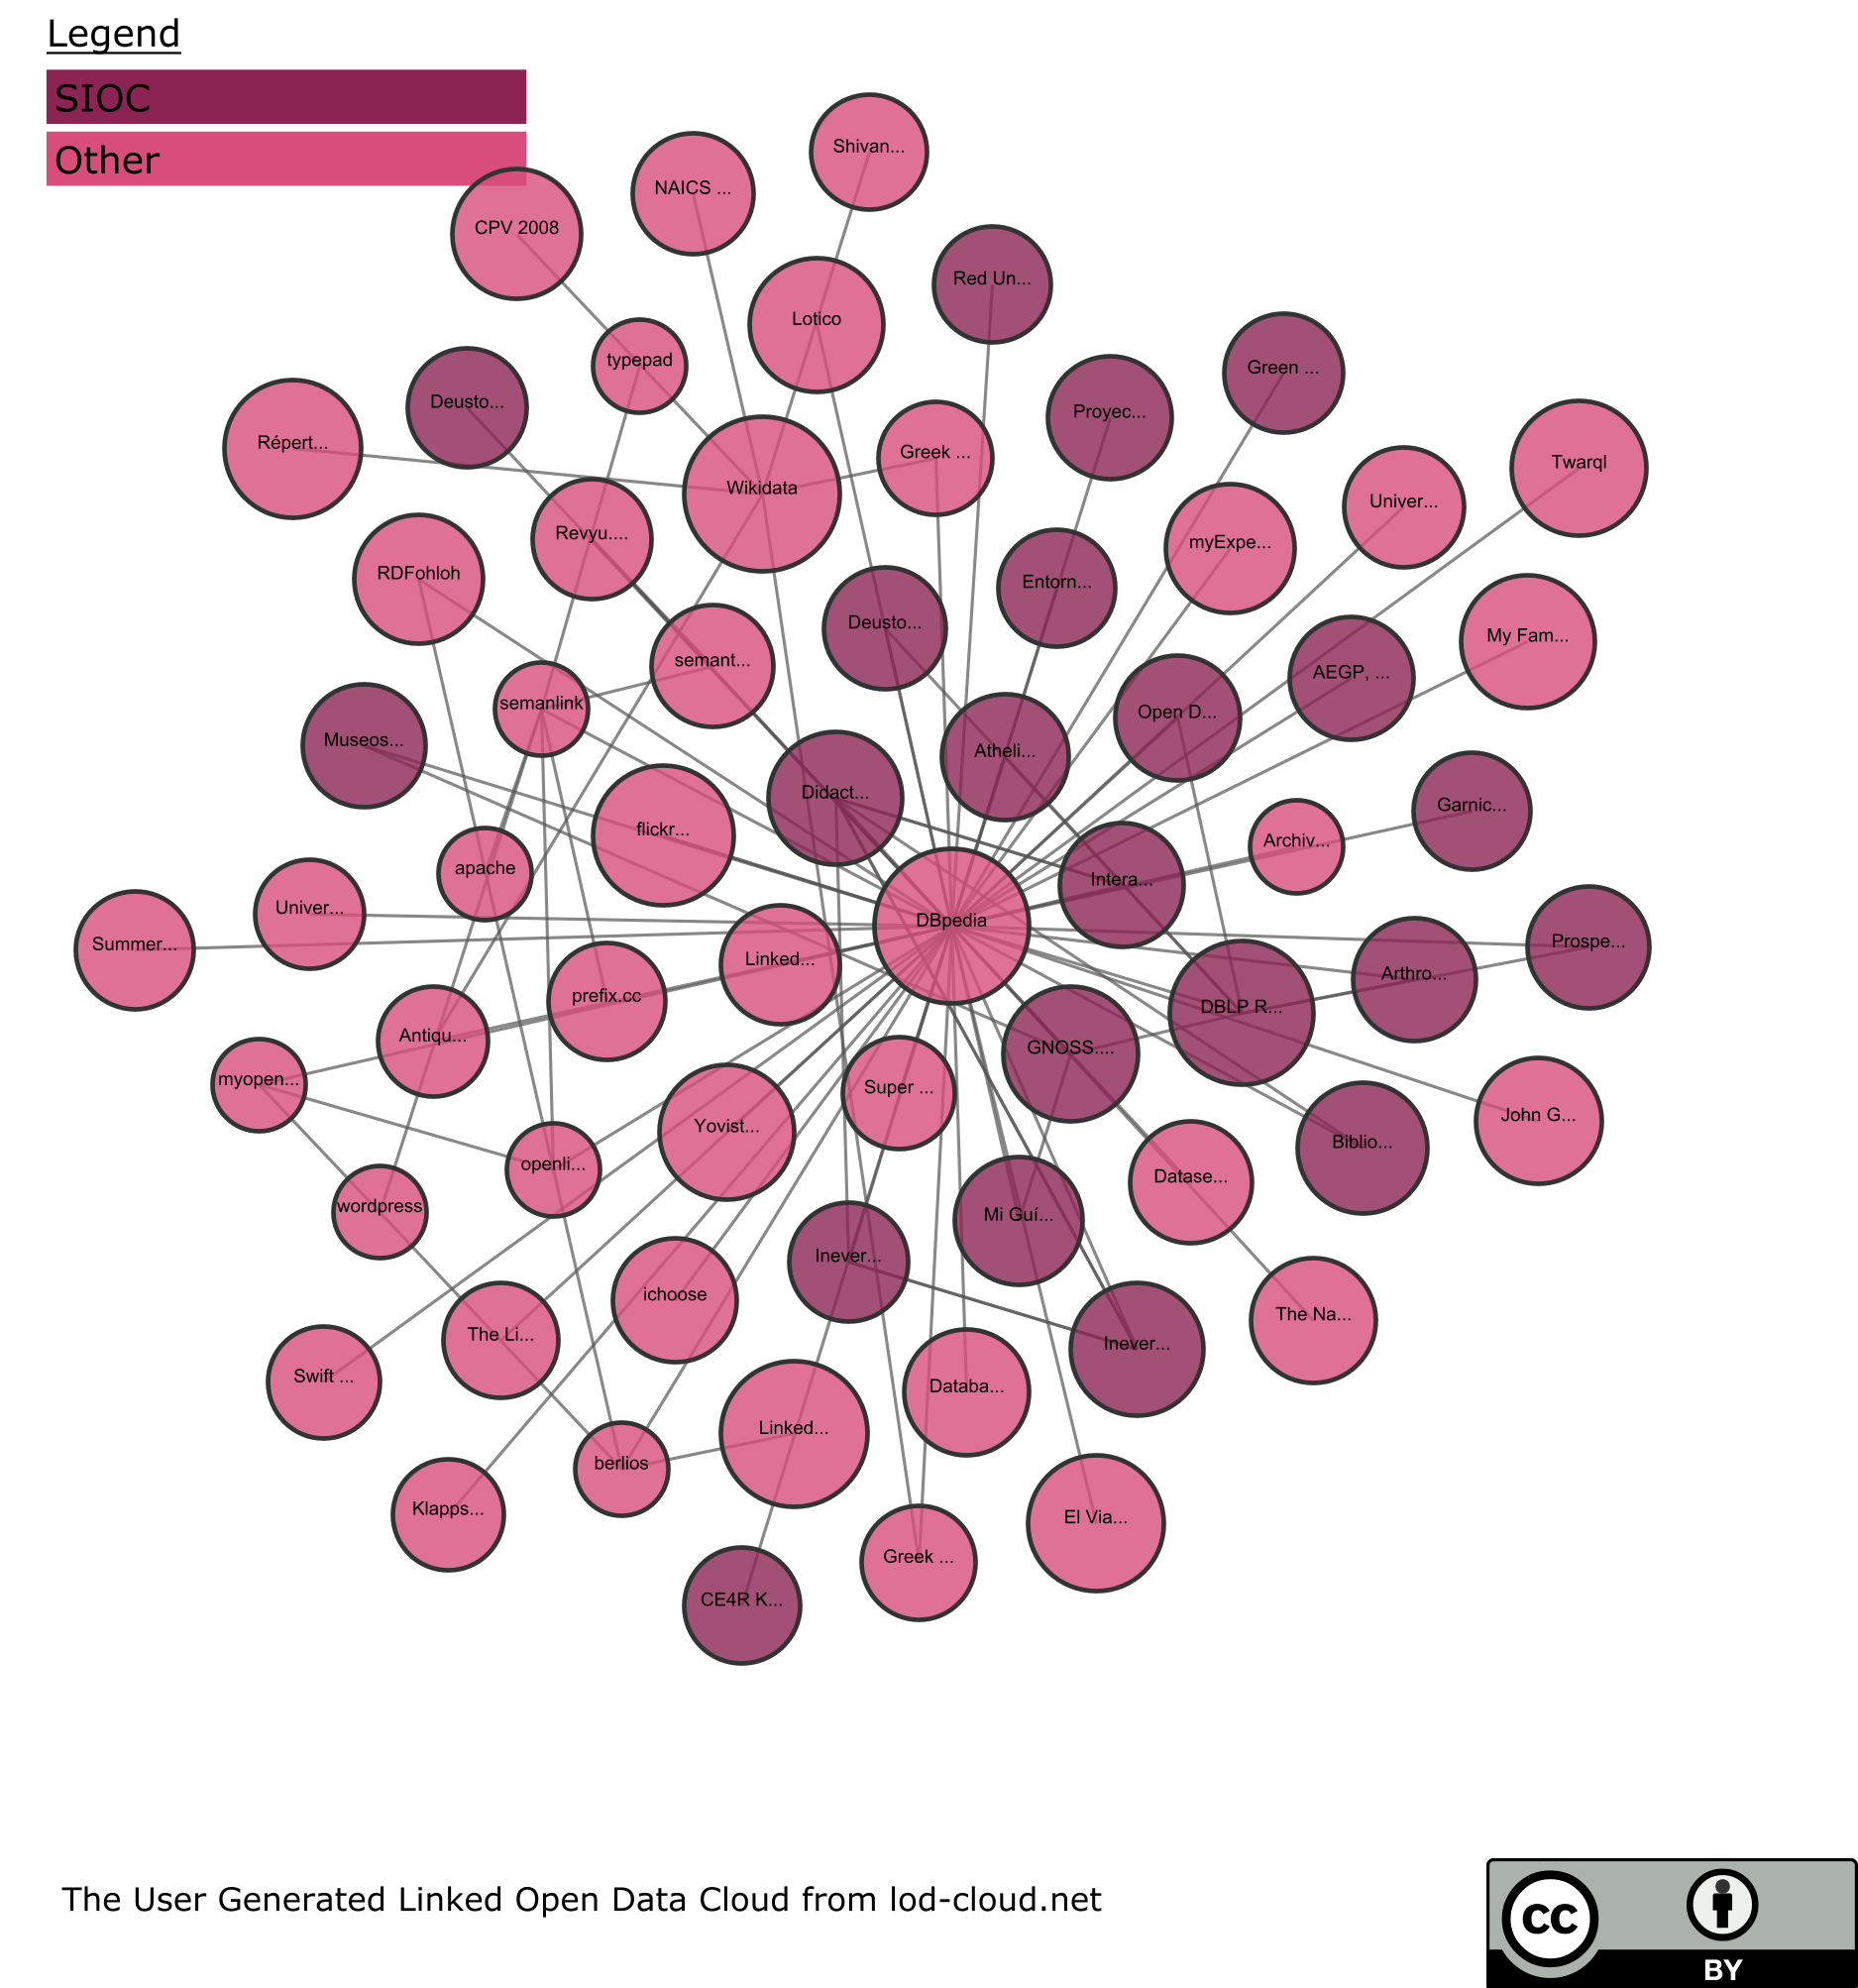 Legend
SIOC
Other
Shivan...
NAICS ...
CPV 2008
Red Un...
Lotico
typepad
Green ...
Deusto...
Proyec...
Répert...
Greek ...
Twarql
Wikidata
Univer...
Revyu....
myExpe...
RDFohloh
Entorn...
Deusto...
My Fam...
semant...
AEGP, ...
semanlink
Open D...
Museos...
Atheli...
Didact...
Garnic...
flickr...
Archiv...
apache
Intera...
Univer...
DBpedia
Summer...
Prospe...
Linked...
Arthro...
prefix.cc
DBLP R...
Antiqu...
GNOSS....
myopen...
Super ...
John G...
Yovist...
Biblio...
openli...
Datase...
wordpress
Mi Guí...
Inever...
ichoose
The Na...
The Li...
Inever...
Swift ...
Databa...
Linked...
berlios
Klapps...
El Via...
Greek ...
CE4R K...
The User Generated Linked Open Data Cloud from lod-cloud.net
cc
BY